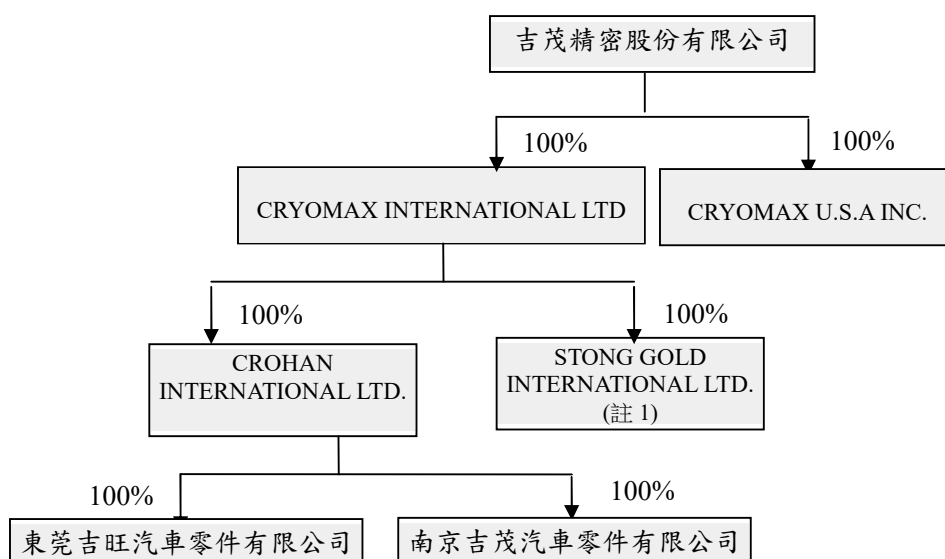 吉茂精密股份有限公司
100%
100%
CRYOMAX INTERNATIONAL LTD
CRYOMAX U.S.A INC.
100%
100%
CROHAN
INTERNATIONAL LTD.
STONG GOLD
INTERNATIONAL LTD.
(註 1)
100%
100%
東莞吉旺汽車零件有限公司
南京吉茂汽車零件有限公司